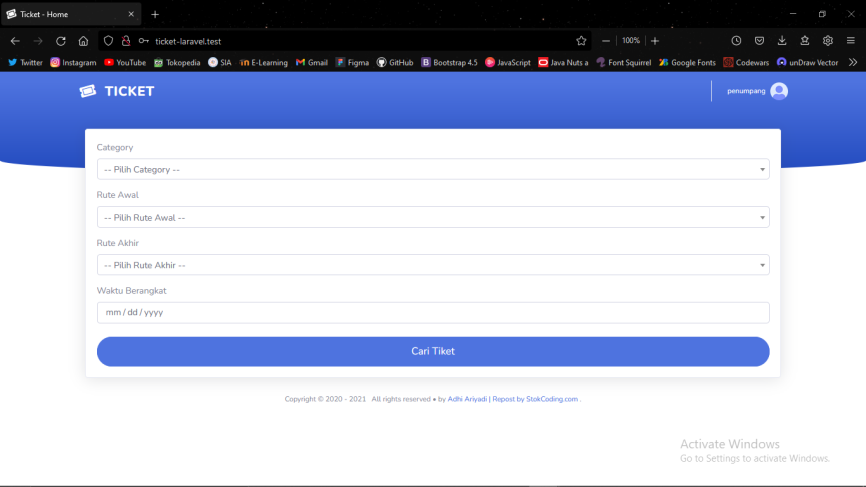 Ticket - Home
ticket-laravel.test
100%
Twitter Instagram YouTube Tokopedia SIA E-Learning Gmail Figma GitHub Bootstrap 4.5 JavaScript Java Nuts a Font Squirrel Google Fonts Codewars unDraw Vector
TICKET
penumpang
Category
-- Pilih Category --
Rute Awal
-- Pilih Rute Awal --
Rute Akhir
-- Pilih Rute Akhir --
Waktu Berangkat
mm / dd / yyyy
Cari Tiket
Copyright © 2020 - 2021 All rights reserved • by Adhi Ariyadi | Repost by StokCoding.com
Activate Windows
Go to Settings to activate Windows.